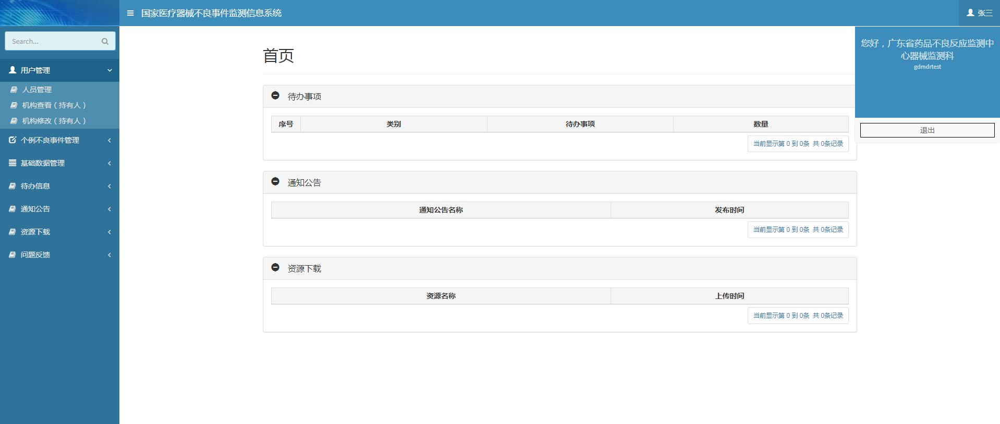 国家医疗器械不良事件监测信息系统
张三
Search...
用户管理
人员管理
机构查看（持有人）
机构修改（持有人）
个例不良事件管理
基础数据管理
待办信息
通知公告
资源下载
问题反馈
首页
待办事项
序号 类别 待办事项 数量
当前显示第 0 到 0条 共 0条记录
通知公告
通知公告名称 发布时间
当前显示第 0 到 0条 共 0条记录
资源下载
资源名称 上传时间
当前显示第 0 到 0条 共 0条记录
您好，广东省药品不良反应监测中
心器械监测科
gdmdrtest
退出